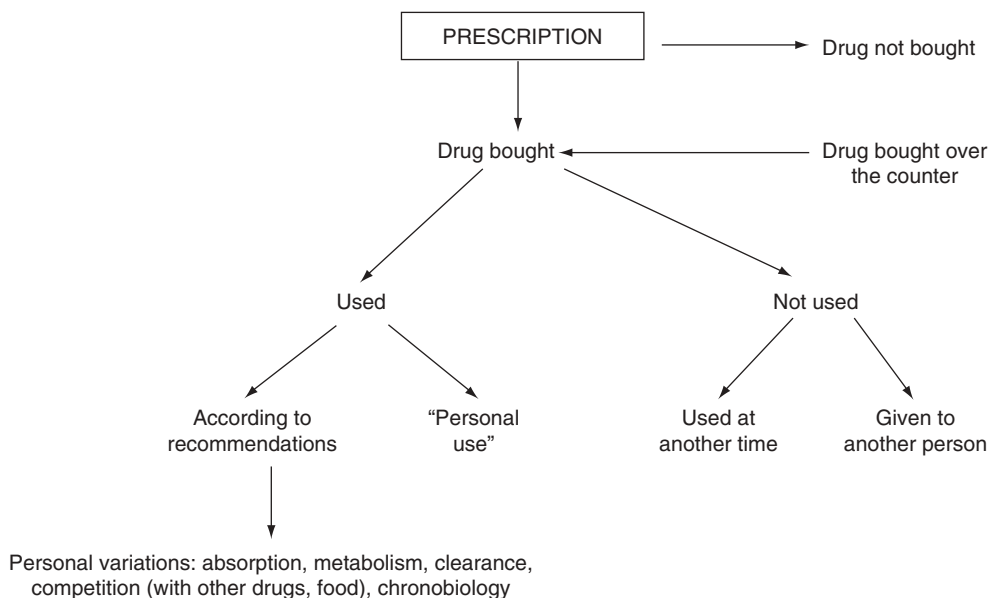 PRESCRIPTION
Drug not bought
Drug bought
Drug bought over
the counter
Used
Not used
According to
recommendations
“Personal
use”
Used at
another time
Given to
another person
Personal variations: absorption, metabolism, clearance,
competition (with other drugs, food), chronobiology